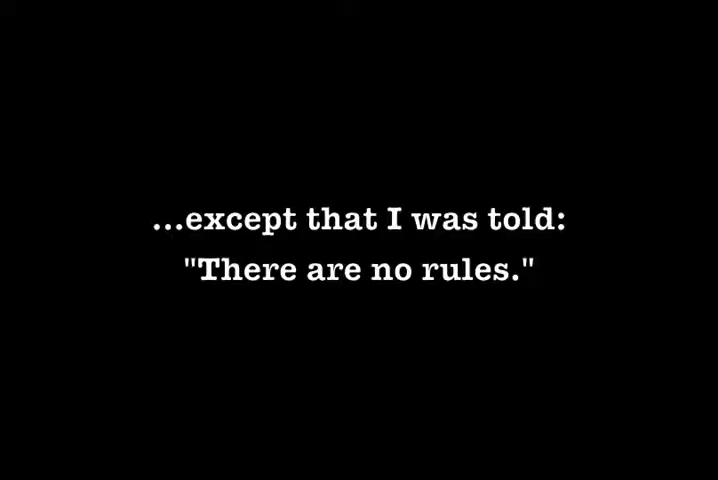 ...except that I was told:
"There are no rules."